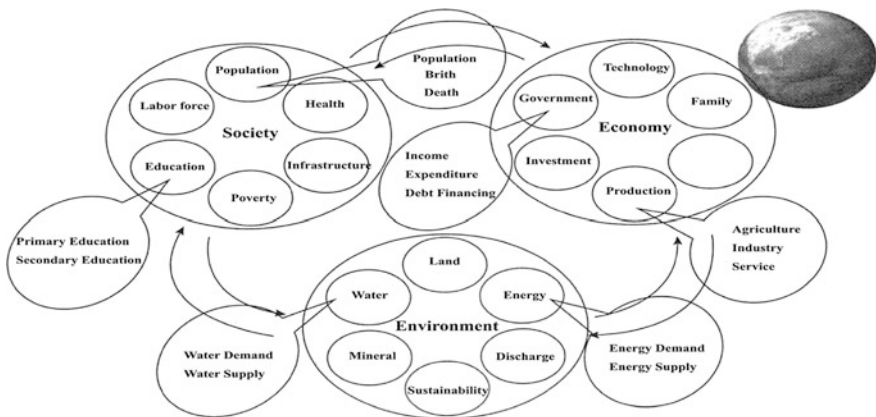 Population
Labor force
Health
Society
Education
Infrastructure
Poverty
Population
Brith
Death
Technology
Government
Family
Economy
Investment
Production
Income
Expenditure
Debt Financing
Primary Education
Secondary Education
Agriculture
Industry
Service
Land
Water
Energy
Environment
Mineral
Discharge
Sustainability
Water Demand
Water Supply
Energy Demand
Energy Supply